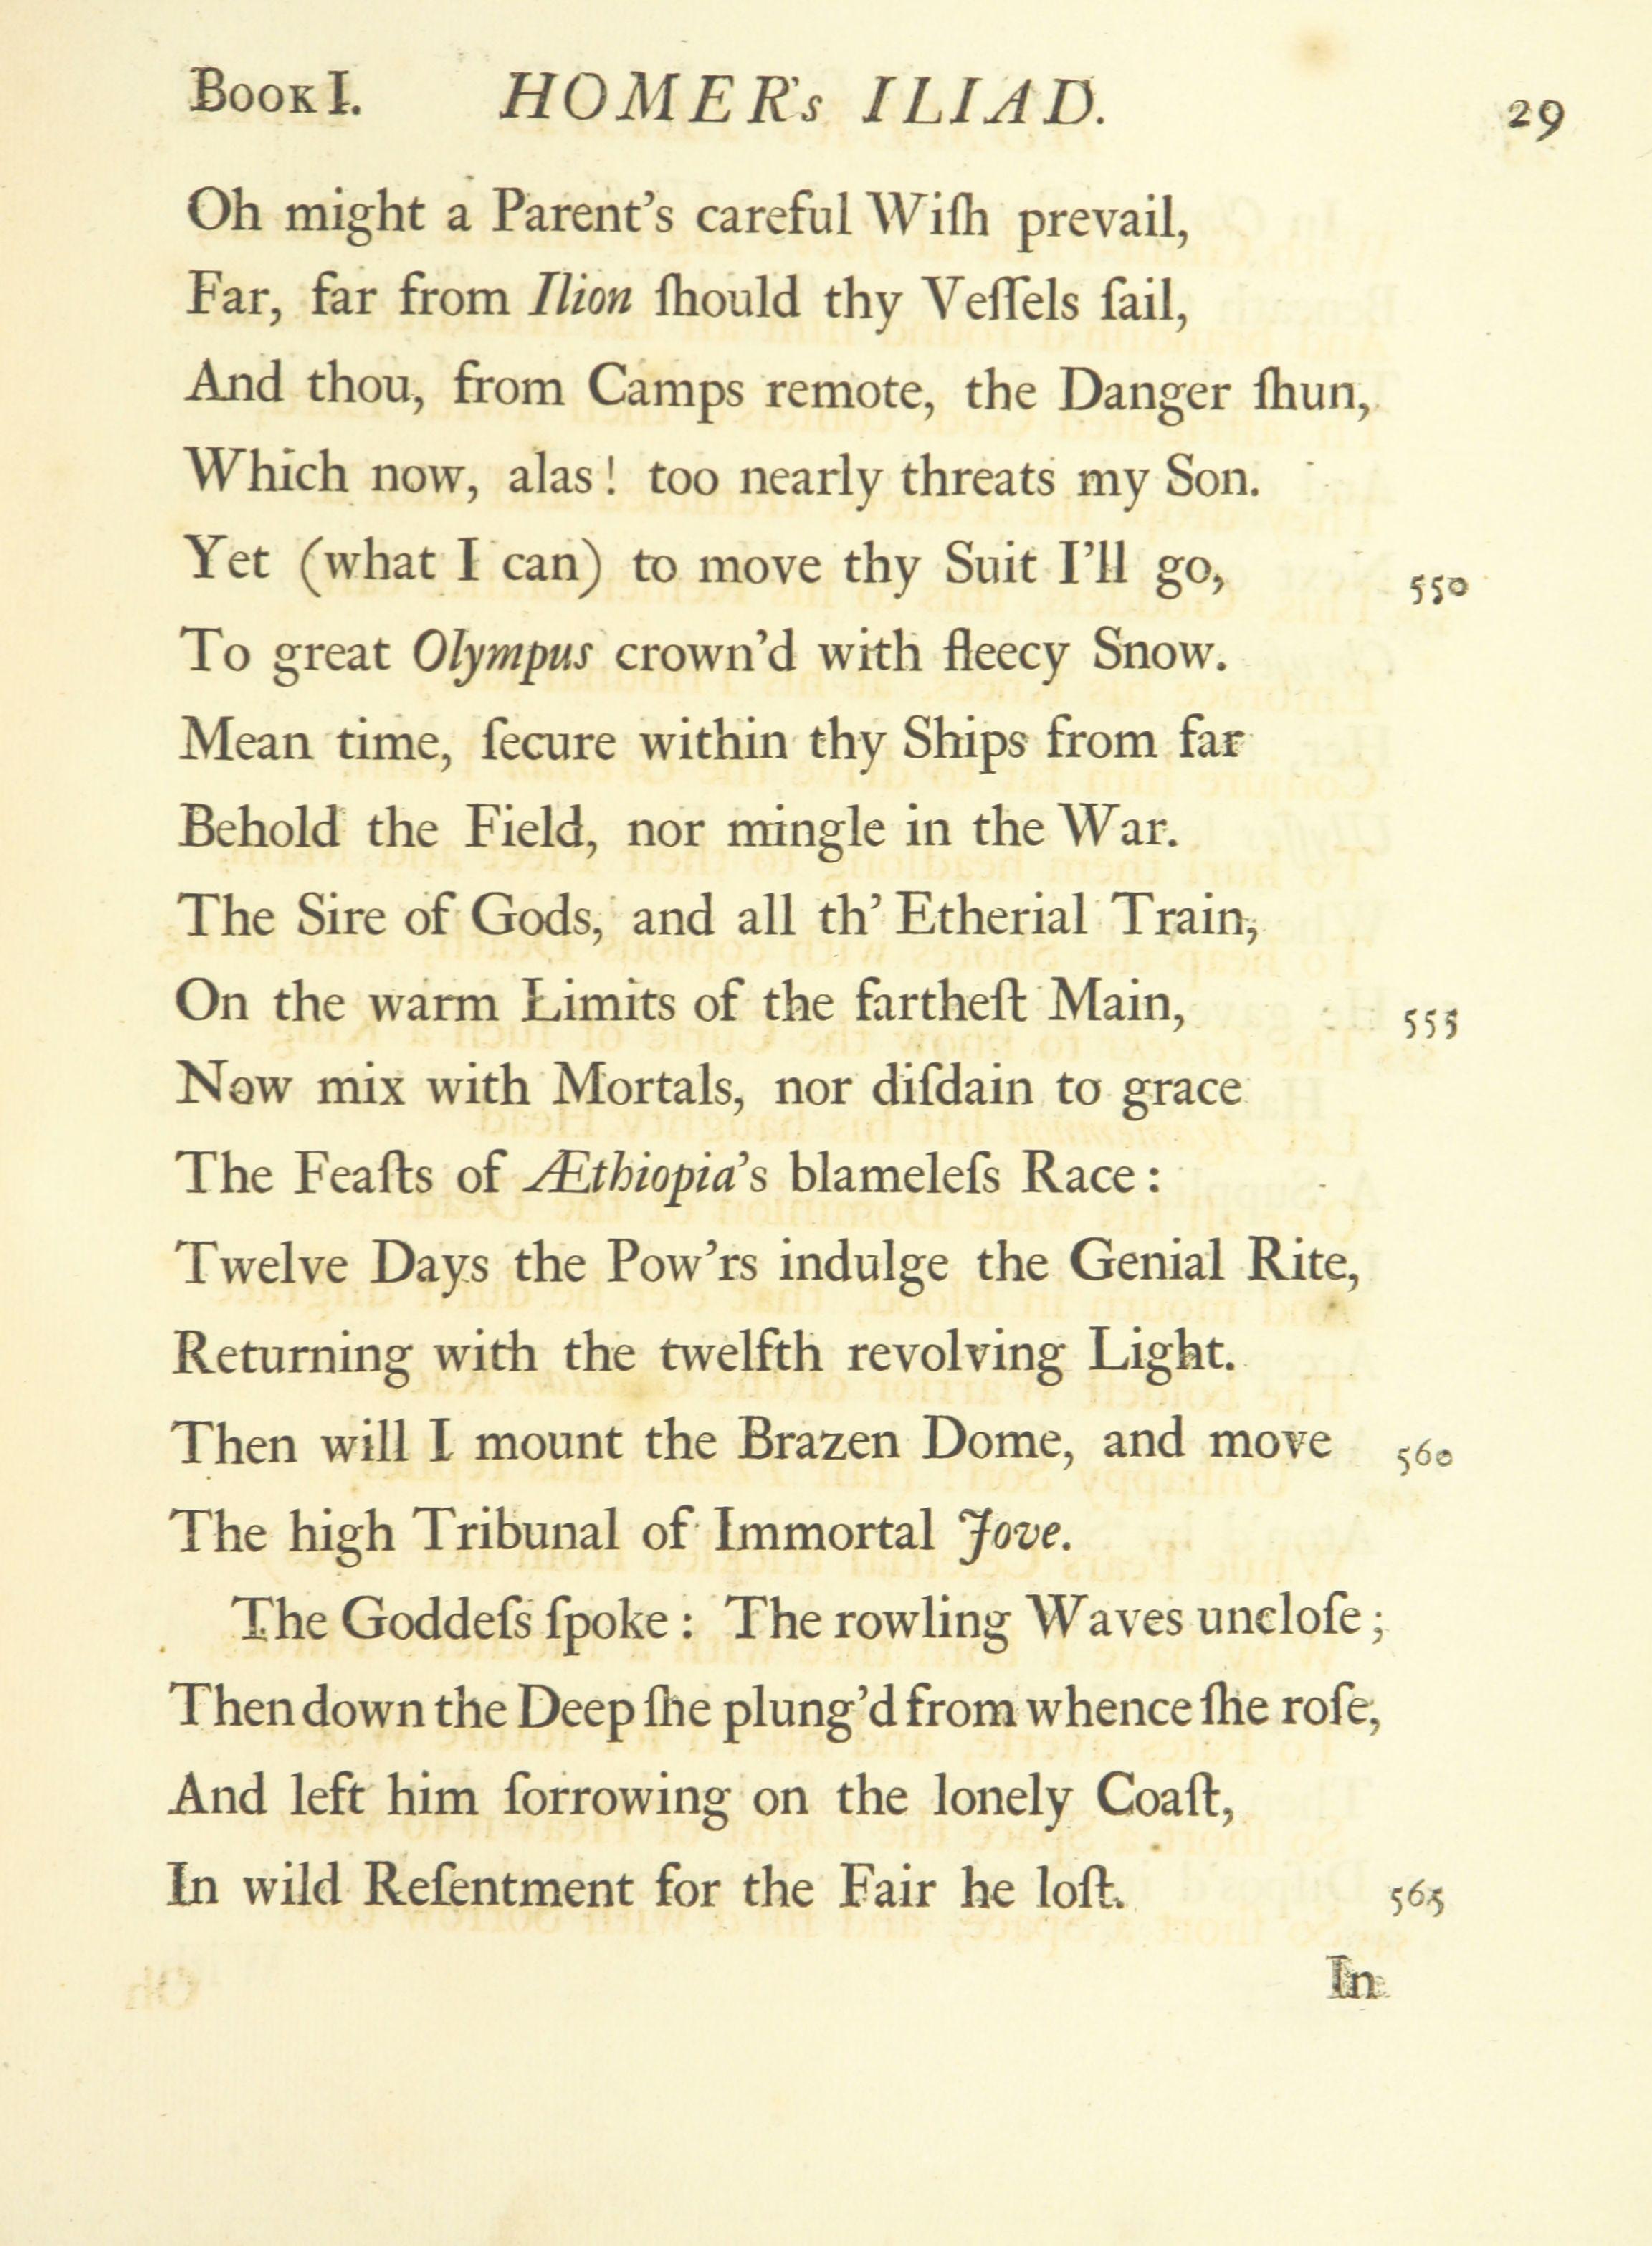 BOOK I. HOMER's ILIAD. 29
Oh might a Parent's careful Wiſh prevail,
Far, far from Ilion ſhould thy Veſſels ſail,
And thou, from Camps remote, the Danger ſhun,
Which now, alas! too nearly threats my Son.
Yet (what I can) to move thy Suit I'll go, 550
To great Olympus crown'd with fleecy Snow.
Mean time, ſecure within thy Ships from far
Behold the Field, nor mingle in the War.
The Sire of Gods, and all th' Etherial Train,
On the warm Limits of the fartheſt Main, 555
Now mix with Mortals, nor diſdain to grace
The Feaſts of Æthiopia's blameleſs Race:
Twelve Days the Pow'rs indulge the Genial Rite,
Returning with the twelfth revolving Light.
Then will I mount the Brazen Dome, and move 560
The high Tribunal of Immortal Jove.
The Goddeſs ſpoke: The rowling Waves uncloſe;
Then down the Deep ſhe plung'd from whence ſhe roſe,
And left him ſorrowing on the lonely Coaſt,
In wild Reſentment for the Fair he loſt. 565
In